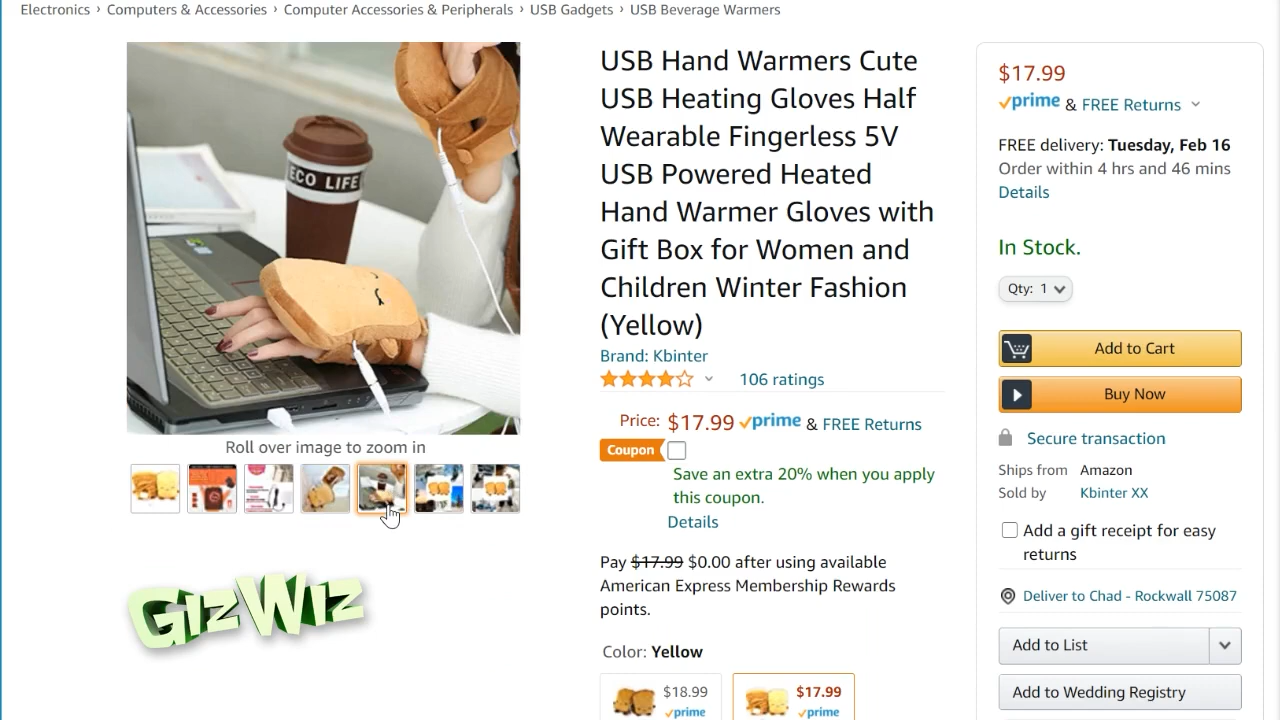 Electronics › Computers & Accessories › Computer Accessories & Peripherals › USB Gadgets › USB Beverage Warmers
ECO LIFE
Roll over image to zoom in
GIZWIZ
USB Hand Warmers Cute
USB Heating Gloves Half
Wearable Fingerless 5V
USB Powered Heated
Hand Warmer Gloves with
Gift Box for Women and
Children Winter Fashion
(Yellow)
Brand: Kbinter
106 ratings
Price: $17.99 prime & FREE Returns
Coupon
Save an extra 20% when you apply
this coupon.
Details
Pay $17.99 $0.00 after using available
American Express Membership Rewards
points.
Color: Yellow
$18.99
prime
$17.99
prime
$17.99
prime & FREE Returns
FREE delivery: Tuesday, Feb 16
Order within 4 hrs and 46 mins
Details
In Stock.
Qty: 1
Add to Cart
Buy Now
Secure transaction
Ships from Amazon
Sold by Kbinter XX
Add a gift receipt for easy
returns
Deliver to Chad - Rockwall 75087
Add to List
Add to Wedding Registry